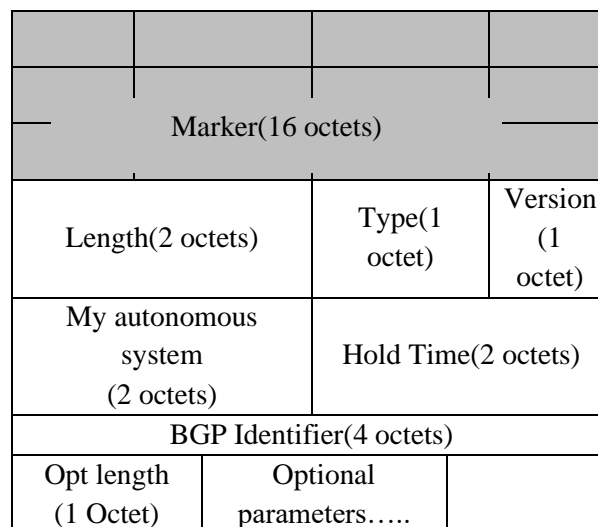 Marker(16 octets)
Length(2 octets)
Type(1
octet)
Version
(1
octet)
My autonomous
system
(2 octets)
Hold Time(2 octets)
BGP Identifier(4 octets)
Opt length
(1 Octet)
Optional
parameters…..